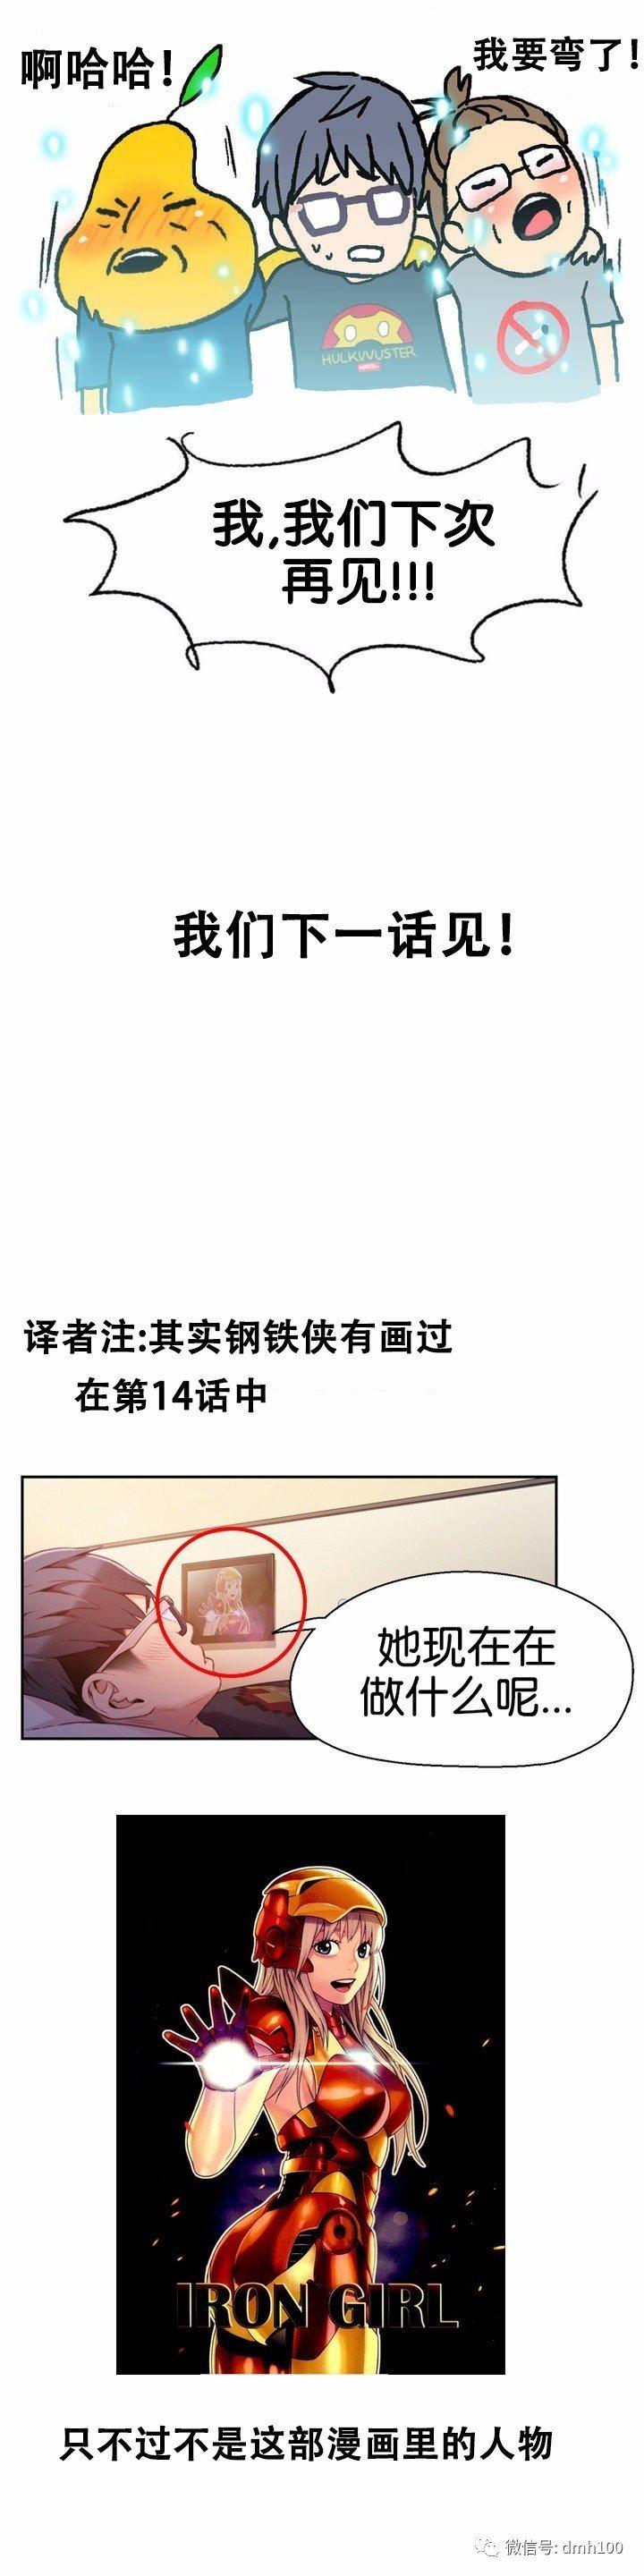 啊哈哈!
我要弯了!
HULKVVUSTER
我,我们下次
再见!!!
我们下一话见!
译者注:其实钢铁侠有画过
在第14话中
她现在在
做什么呢...
IRON GIRL
只不过不是这部漫画里的人物
微信号: dmh100